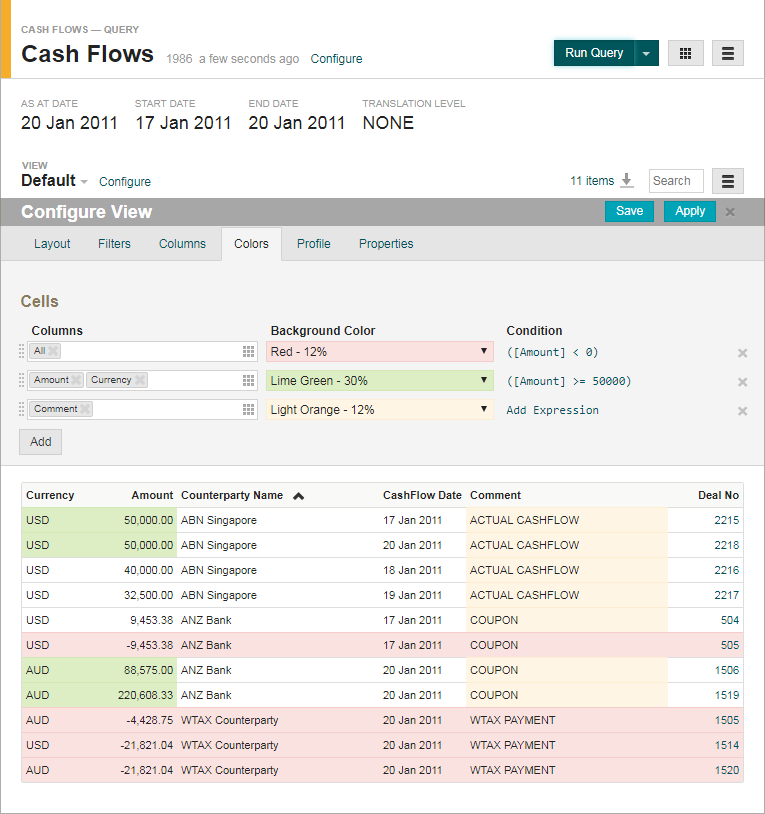 CASH FLOWS — QUERY
Cash Flows 1986 a few seconds ago Configure Run Query
AS AT DATE START DATE END DATE TRANSLATION LEVEL
20 Jan 2011 17 Jan 2011 20 Jan 2011 NONE
VIEW
Default Configure 11 items Search
Configure View Save Apply
Layout Filters Columns Colors Profile Properties
Cells
Columns Background Color Condition
All Red - 12% ([Amount] < 0)
Amount Currency Lime Green - 30% ([Amount] >= 50000)
Comment Light Orange - 12% Add Expression
Add
Currency Amount Counterparty Name CashFlow Date Comment Deal No
USD 50,000.00 ABN Singapore 17 Jan 2011 ACTUAL CASHFLOW 2215
USD 50,000.00 ABN Singapore 20 Jan 2011 ACTUAL CASHFLOW 2218
USD 40,000.00 ABN Singapore 18 Jan 2011 ACTUAL CASHFLOW 2216
USD 32,500.00 ABN Singapore 19 Jan 2011 ACTUAL CASHFLOW 2217
USD 9,453.38 ANZ Bank 17 Jan 2011 COUPON 504
USD -9,453.38 ANZ Bank 17 Jan 2011 COUPON 505
AUD 88,575.00 ANZ Bank 20 Jan 2011 COUPON 1506
AUD 220,608.33 ANZ Bank 20 Jan 2011 COUPON 1519
AUD -4,428.75 WTAX Counterparty 20 Jan 2011 WTAX PAYMENT 1505
USD -21,821.04 WTAX Counterparty 20 Jan 2011 WTAX PAYMENT 1514
AUD -21,821.04 WTAX Counterparty 20 Jan 2011 WTAX PAYMENT 1520